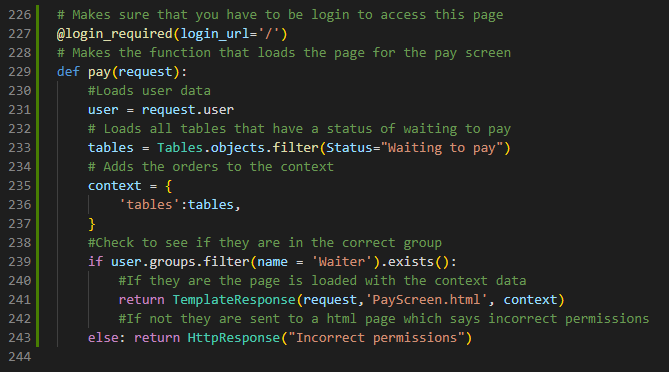 226 # Makes sure that you have to be login to access this page
227 @login_required(login_url='/')
228 # Makes the function that loads the page for the pay screen
229 def pay(request):
230     #Loads user data
231     user = request.user
232     # Loads all tables that have a status of waiting to pay
233     tables = Tables.objects.filter(Status="Waiting to pay")
234     # Adds the orders to the context
235     context = {
236         'tables':tables,
237     }
238     #Check to see if they are in the correct group
239     if user.groups.filter(name = 'Waiter').exists():
240         #If they are the page is loaded with the context data
241         return TemplateResponse(request,'PayScreen.html', context)
242         #If not they are sent to a html page which says incorrect permissions
243     else: return HttpResponse("Incorrect permissions")
244